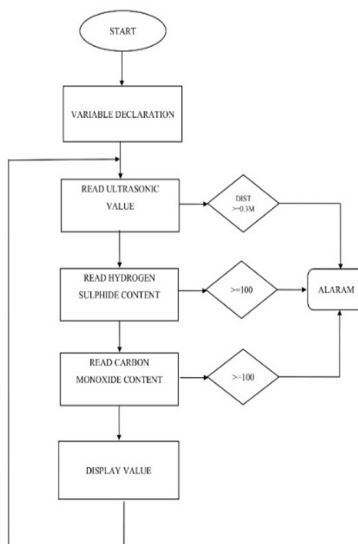 START
VARIABLE DECLARATION
READ ULTRASONIC
VALUE
DIST
>=0.3M
READ HYDROGEN
SULPHIDE CONTENT
>=100
ALARAM
READ CARBON
MONOXIDE CONTENT
>=100
DISPLAY VALUE